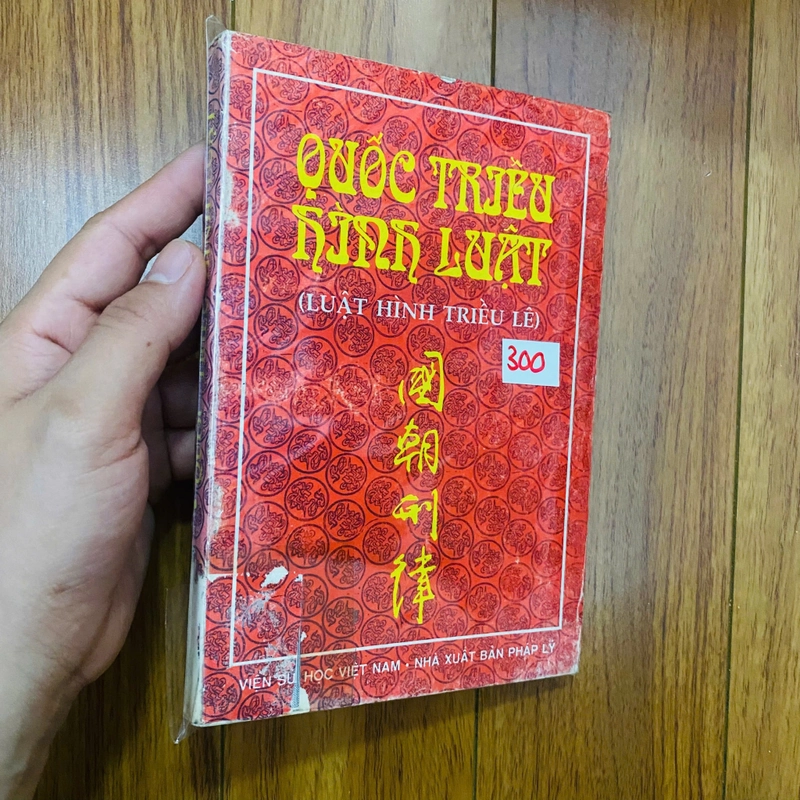 QUỐC TRIỀU
HÌNH LUẬT
(LUẬT HÌNH TRIỀU LÊ)
300
國
朝
刑
律
VIỆN SỬ HỌC VIỆT NAM - NHÀ XUẤT BẢN PHÁP LÝ